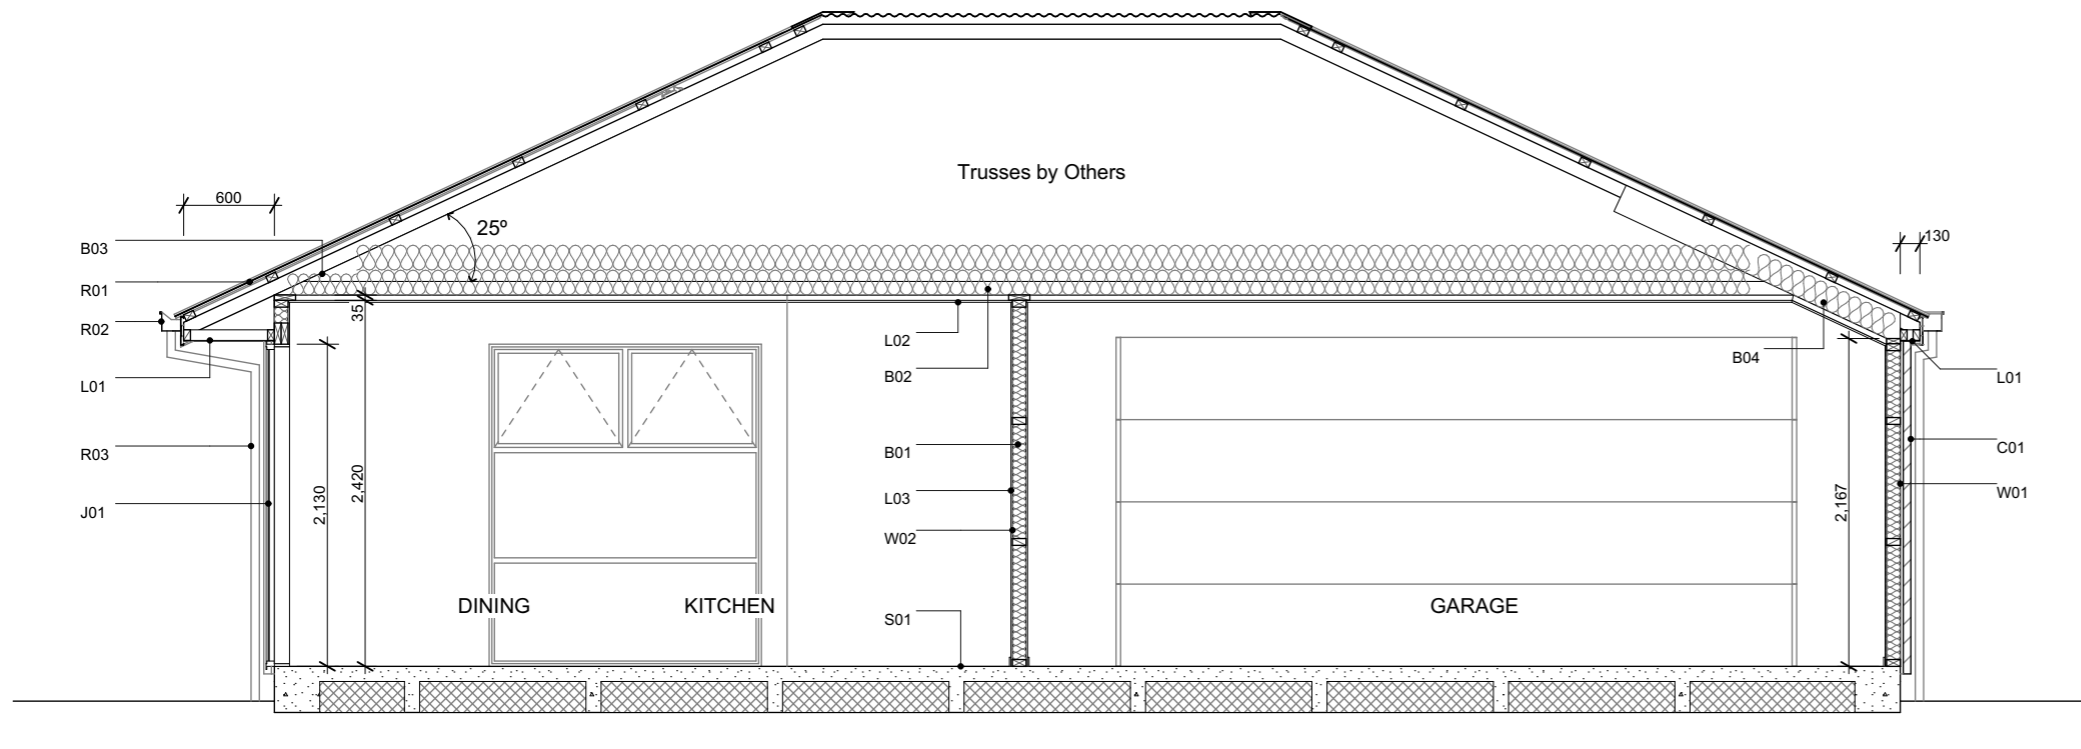 Trusses by Others
600
25º
130
B03
R01
R02
L01
R03
J01
35
2,420
2,130
L02
B02
B01
L03
W02
S01
B04
2,167
L01
C01
W01
DINING
KITCHEN
GARAGE